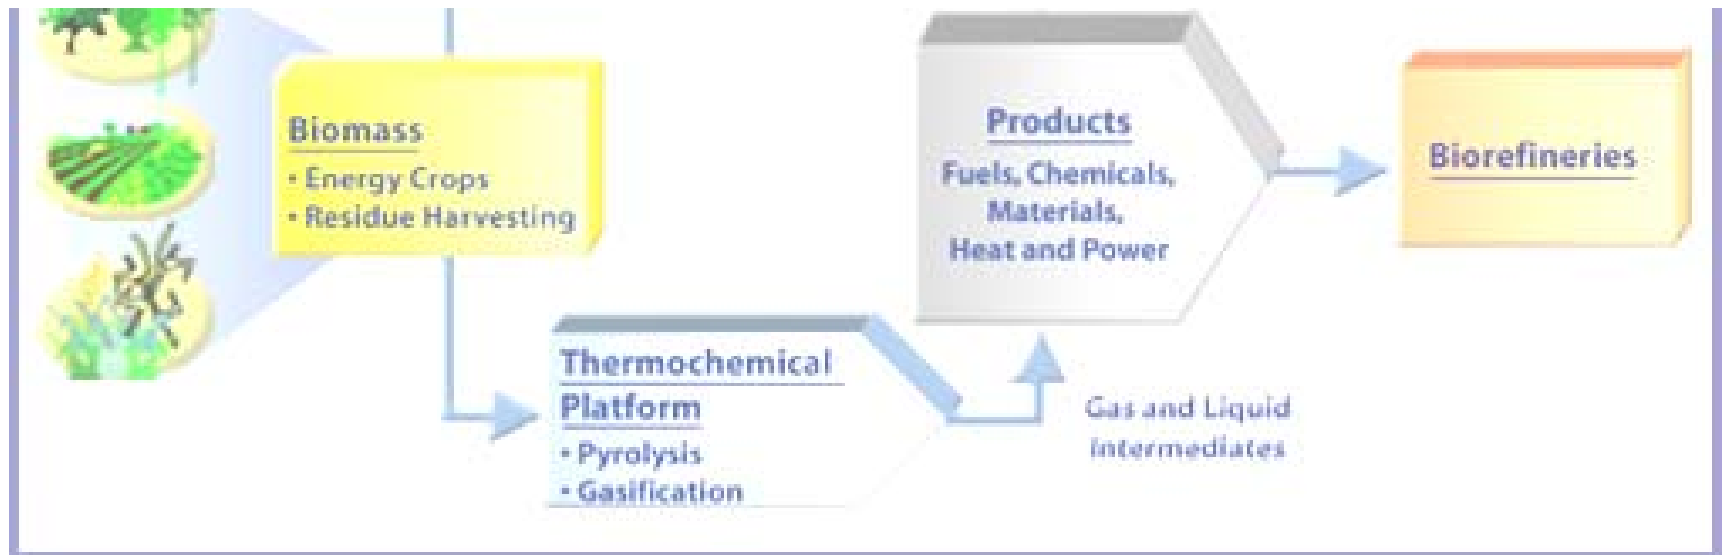 Biomass
• Energy Crops
• Residue Harvesting
Products
Fuels, Chemicals,
Materials,
Heat and Power
Biorefineries
Thermochemical
Platform
• Pyrolysis
• Gasification
Gas and Liquid
Intermediates